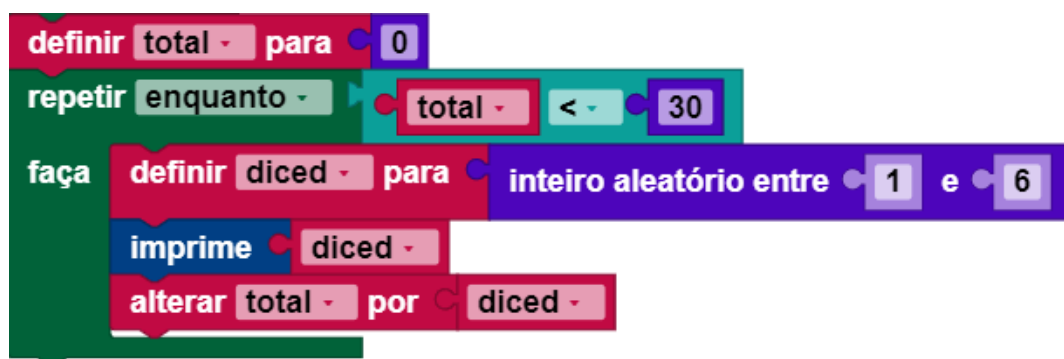 definir total para 0
repetir enquanto total < 30
faça definir diced para inteiro aleatório entre 1 e 6
imprime diced
alterar total por diced